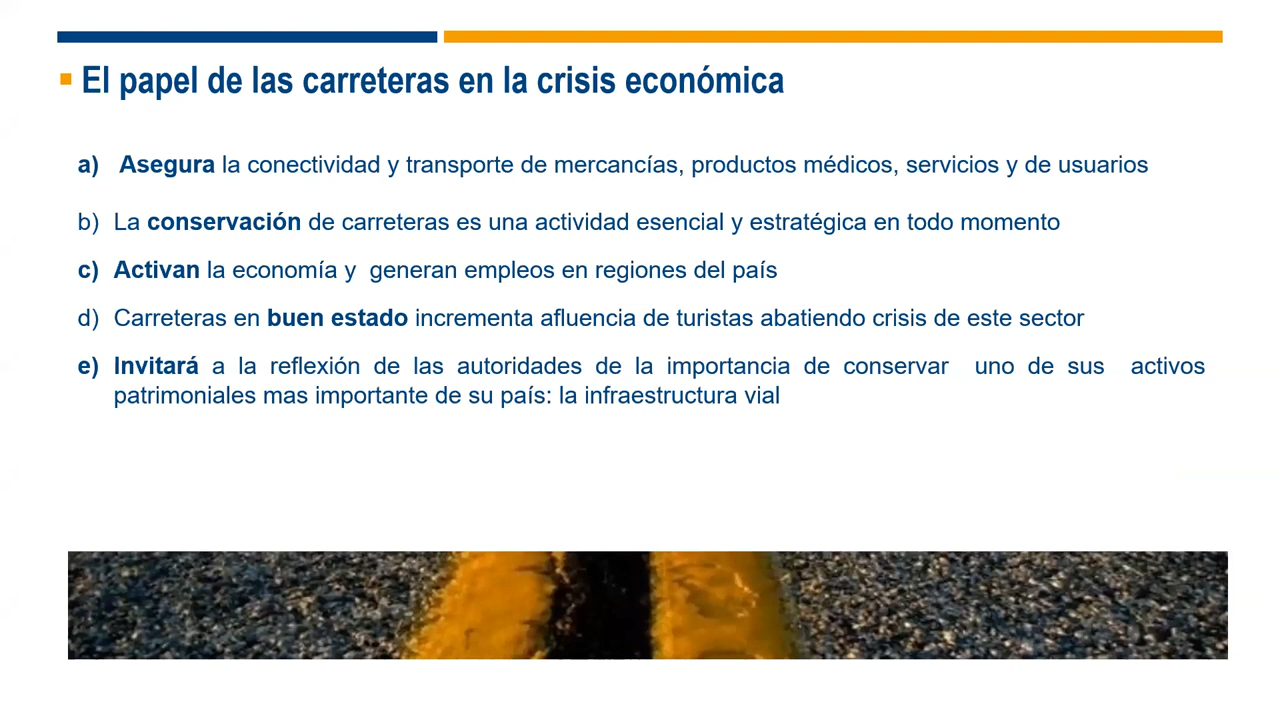 El papel de las carreteras en la crisis económica
a) Asegura la conectividad y transporte de mercancías, productos médicos, servicios y de usuarios
b) La conservación de carreteras es una actividad esencial y estratégica en todo momento
c) Activan la economía y generan empleos en regiones del país
d) Carreteras en buen estado incrementa afluencia de turistas abatiendo crisis de este sector
e) Invitará a la reflexión de las autoridades de la importancia de conservar uno de sus activos
patrimoniales mas importante de su país: la infraestructura vial